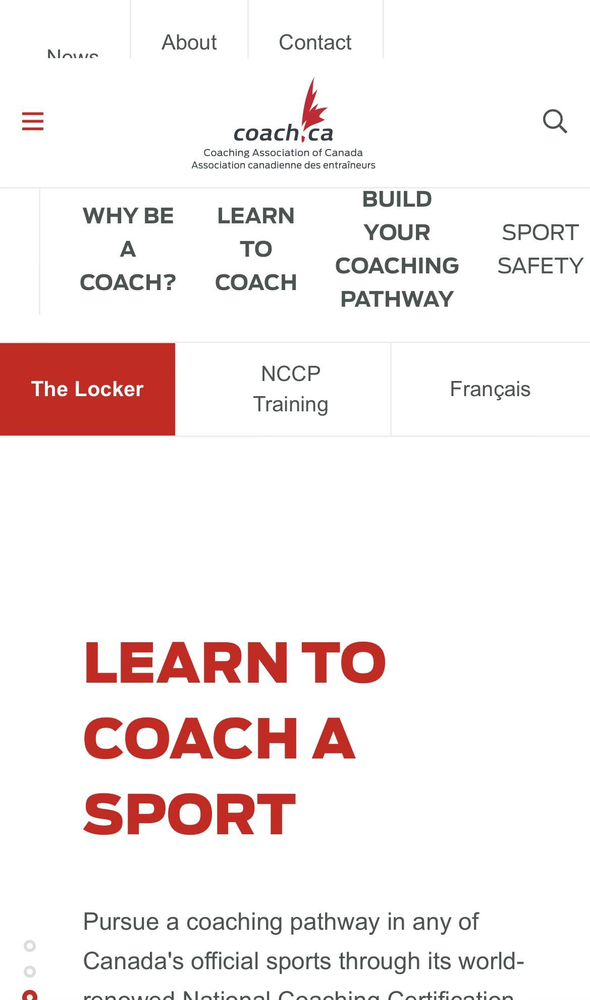 News
About
Contact
coach.ca
Coaching Association of Canada
Association canadienne des entraîneurs
WHY BE
A
COACH?
LEARN
TO
COACH
BUILD
YOUR
COACHING
PATHWAY
SPORT
SAFETY
The Locker
NCCP
Training
Français
LEARN TO
COACH A
SPORT
Pursue a coaching pathway in any of
Canada's official sports through its world-
renowed National Coaching Certification